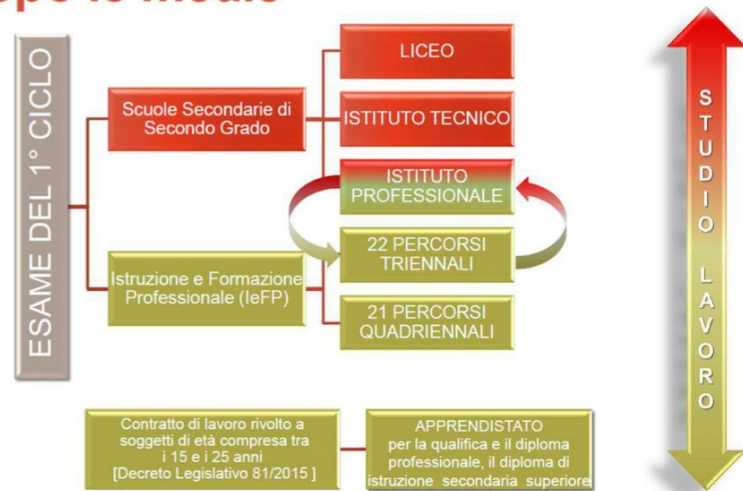 ESAME DEL 1° CICLO
Scuole Secondarie di
Secondo Grado
LICEO
ISTITUTO TECNICO
ISTITUTO
PROFESSIONALE
Istruzione e Formazione
Professionale (IeFP)
22 PERCORSI
TRIENNALI
21 PERCORSI
QUADRIENNALI
Contratto di lavoro rivolto a
soggetti di età compresa tra
i 15 e i 25 anni
[Decreto Legislativo 81/2015 ]
APPRENDISTATO
per la qualifica e il diploma
professionale, il diploma di
istruzione secondaria superiore
STUDIO LAVORO